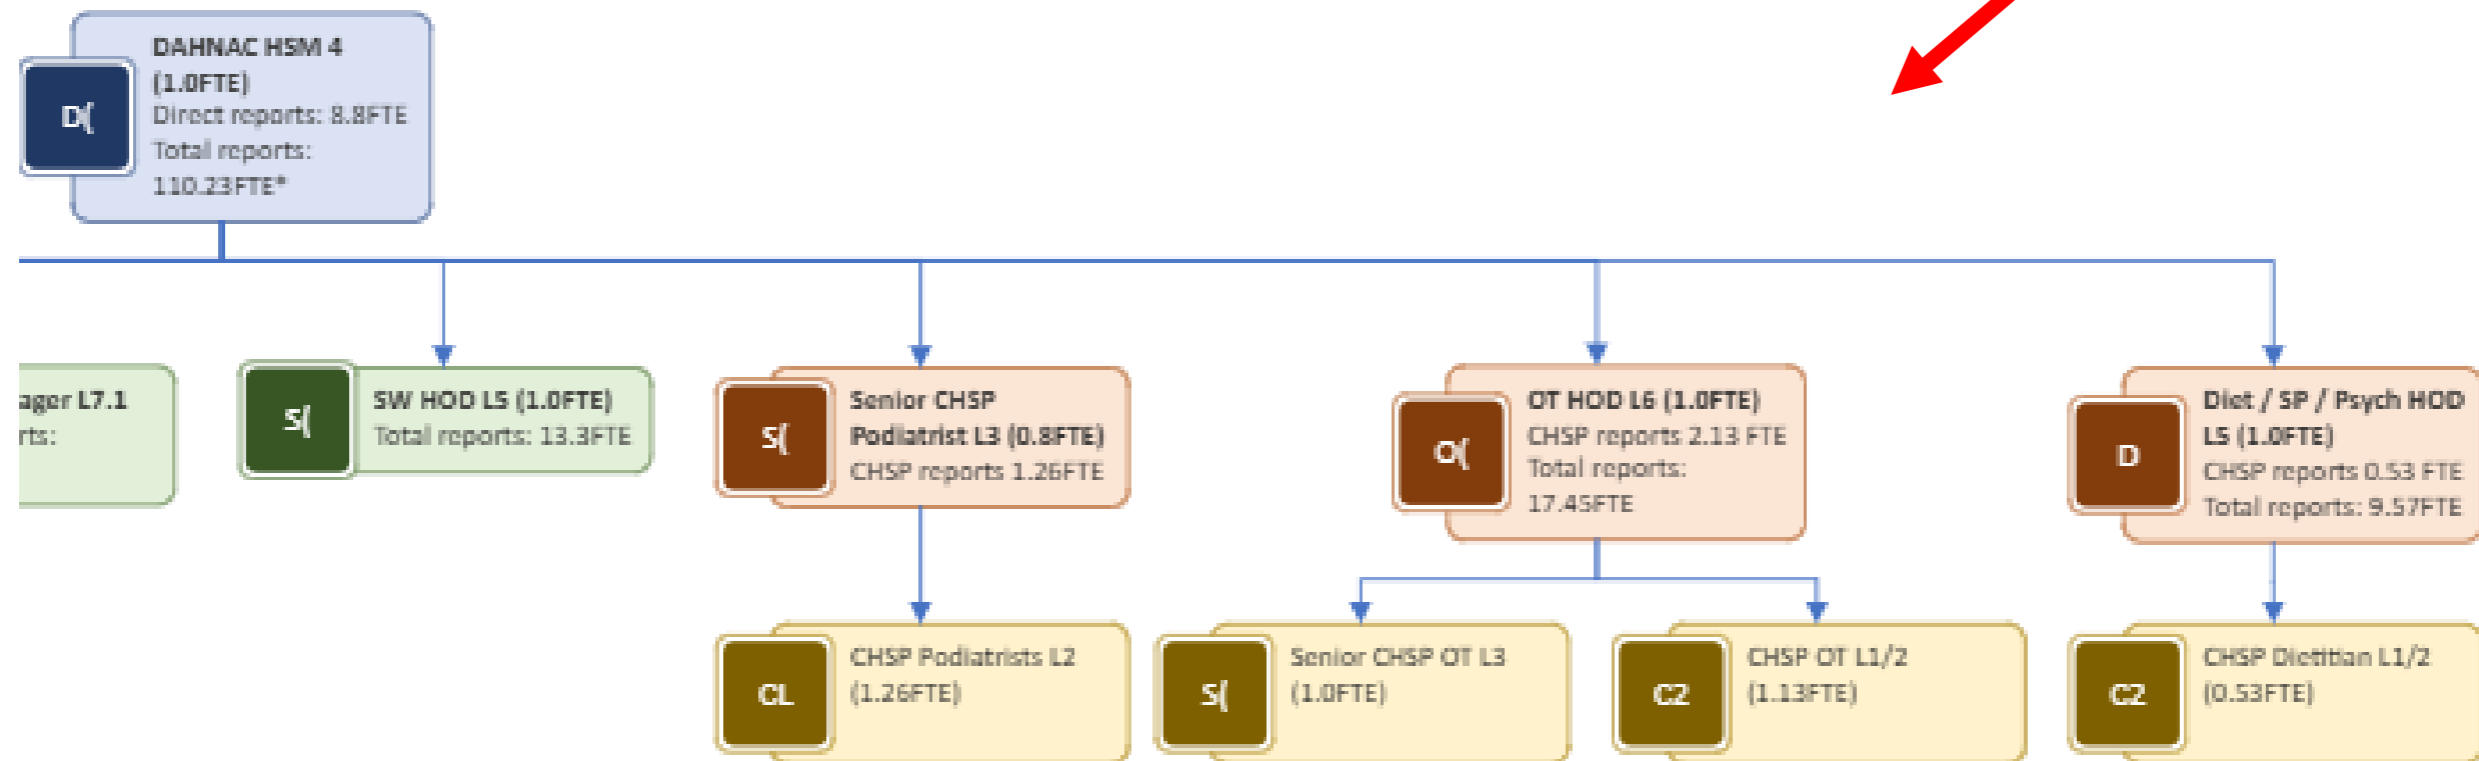 DAHNAC HSM 4
(1.0FTE)
Direct reports: 8.8FTE
Total reports:
110.23FTE*
D(
ager L7.1
rts:
S(
SW HOD L5 (1.0FTE)
Total reports: 13.3FTE
S(
Senior CHSP
Podiatrist L3 (0.8FTE)
CHSP reports 1.26FTE
O(
OT HOD L6 (1.0FTE)
CHSP reports 2.13 FTE
Total reports:
17.45FTE
D
Diet / SP / Psych HOD
L5 (1.0FTE)
CHSP reports 0.53 FTE
Total reports: 9.57FTE
CL
CHSP Podiatrists L2
(1.26FTE)
S(
Senior CHSP OT L3
(1.0FTE)
C2
CHSP OT L1/2
(1.13FTE)
C2
CHSP Dietitian L1/2
(0.53FTE)